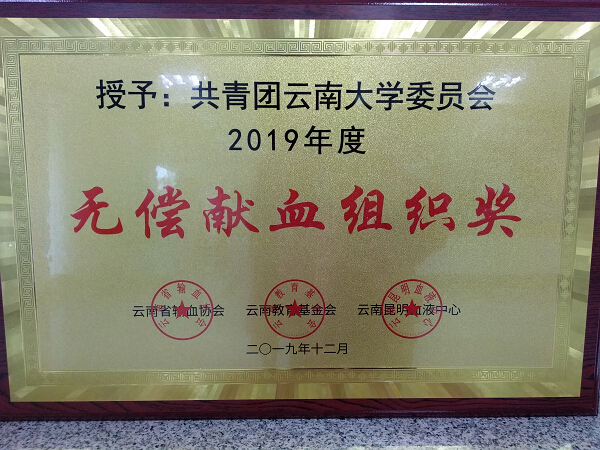 授予：共青团云南大学委员会
2019年度
无偿献血组织奖
云南省输血协会 云南教育基金会 云南昆明血液中心
二〇一九年十二月